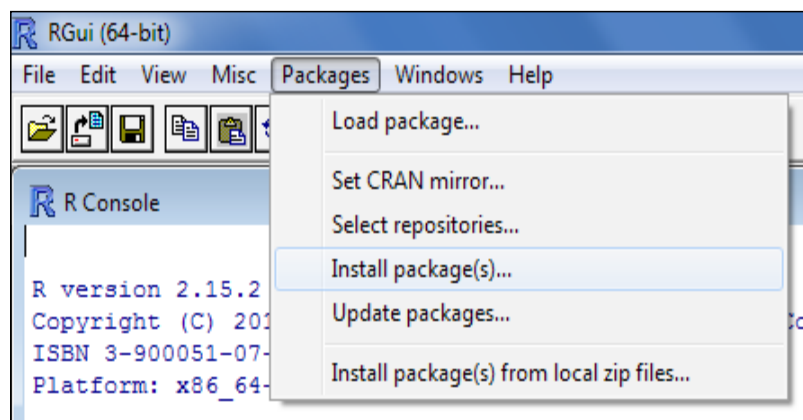 RGui (64-bit)
File Edit View Misc Packages Windows Help
Load package...
Set CRAN mirror...
Select repositories...
Install package(s)...
Update packages...
Install package(s) from local zip files...
R Console
R version 2.15.2
Copyright (C) 201
ISBN 3-900051-07-
Platform: x86_64-